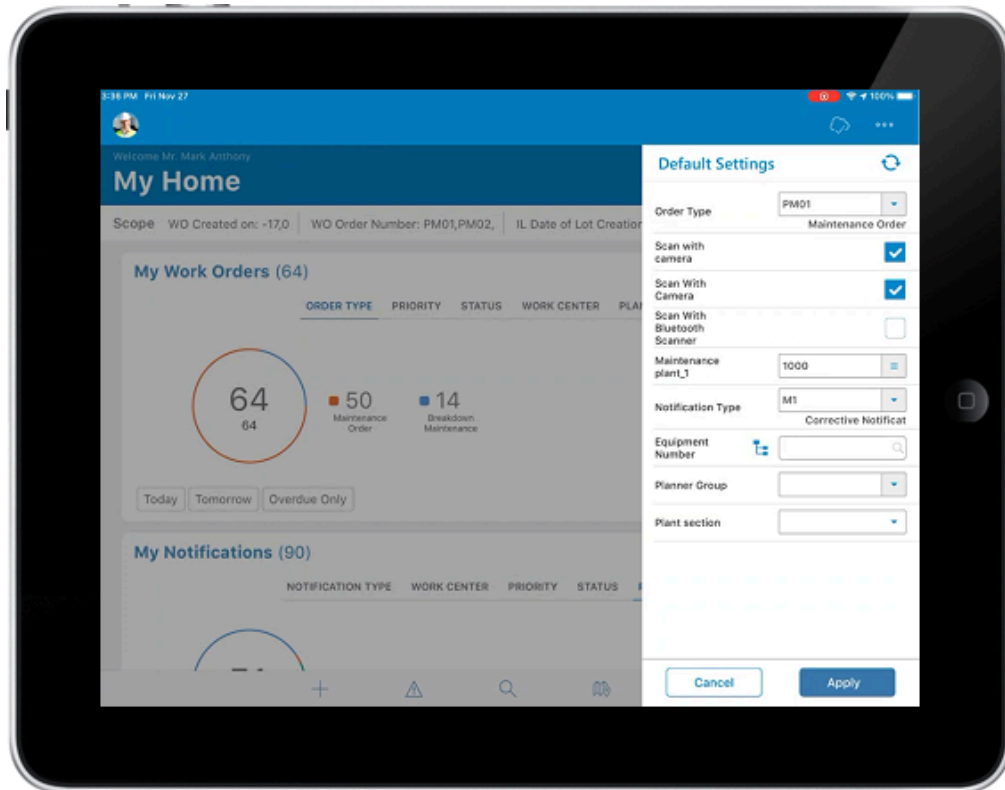 3:36 PM Fri Nov 27
100%
Welcome Mr. Mark Anthony
My Home
Scope WO Created on: -17,0 WO Order Number: PM01,PM02, IL Date of Lot Creation
My Work Orders (64)
ORDER TYPE PRIORITY STATUS WORK CENTER PLA
64
64
50
Maintenance
Order
14
Breakdown
Maintenance
Today Tomorrow Overdue Only
My Notifications (90)
NOTIFICATION TYPE WORK CENTER PRIORITY STATUS
Default Settings
Order Type PM01
Maintenance Order
Scan with
camera
Scan With
Camera
Scan With
Bluetooth
Scanner
Maintenance
plant_1 1000
Notification Type M1
Corrective Notificat
Equipment
Number
Planner Group
Plant section
Cancel Apply